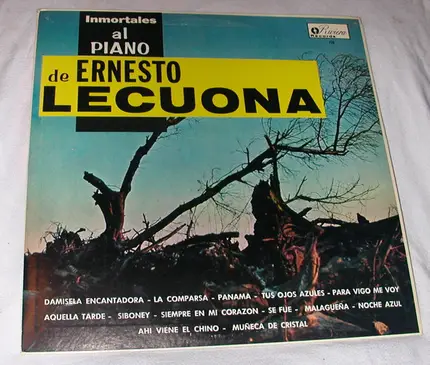 Inmortales
al
PIANO
de ERNESTO
LECUONA
Records
DAMISELA ENCANTADORA - LA COMPARSA - PANAMA - TUS OJOS AZULES - PARA VIGO ME VOY
AQUELLA TARDE - SIBONEY - SIEMPRE EN MI CORAZON - SE FUE - MALAGUEÑA - NOCHE AZUL
AHI VIENE EL CHINO - MUÑECA DE CRISTAL